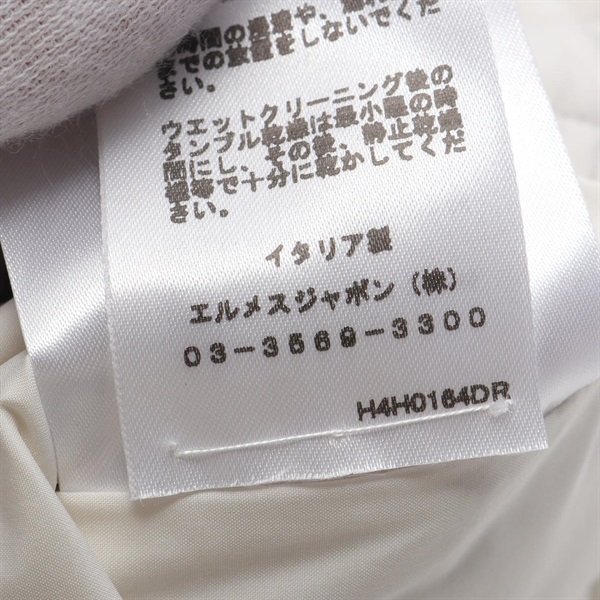 時間の浸漬や、濡れ
での放置をしないでくだ
さい。
ウエットクリーニング後の
タンブル乾燥は最小限の時
間にし、その後、静止乾燥
機等で十分に乾かしてくだ
さい。
イタリア製
エルメスジャポン（株）
03-3569-3300
H4H0164DR